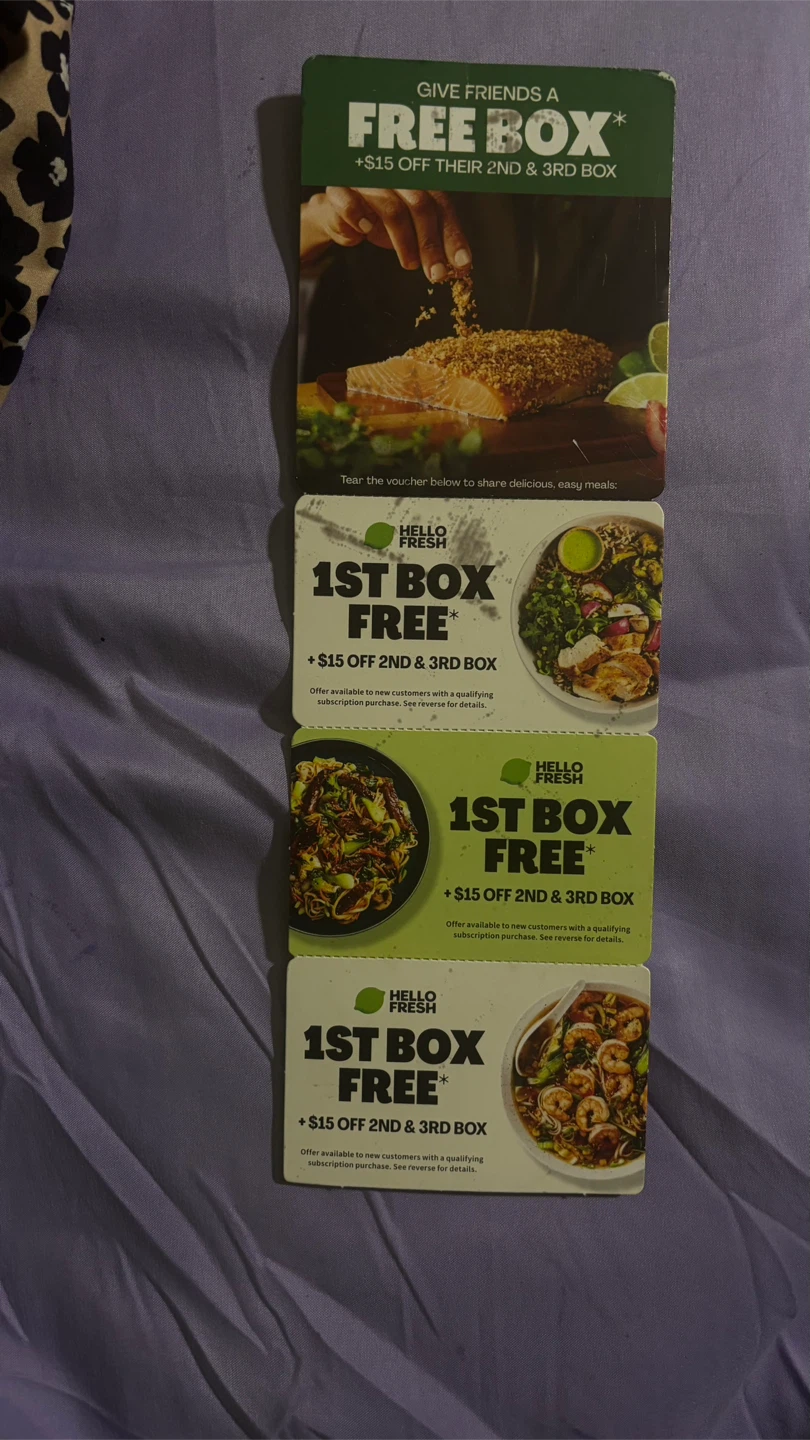 GIVE FRIENDS A
FREE BOX*
+$15 OFF THEIR 2ND & 3RD BOX
Tear the voucher below to share delicious, easy meals:
HELLO
FRESH
1ST BOX
FREE*
+ $15 OFF 2ND & 3RD BOX
Offer available to new customers with a qualifying
subscription purchase. See reverse for details.
HELLO
FRESH
1ST BOX
FREE*
+ $15 OFF 2ND & 3RD BOX
Offer available to new customers with a qualifying
subscription purchase. See reverse for details.
HELLO
FRESH
1ST BOX
FREE*
+ $15 OFF 2ND & 3RD BOX
Offer available to new customers with a qualifying
subscription purchase. See reverse for details.